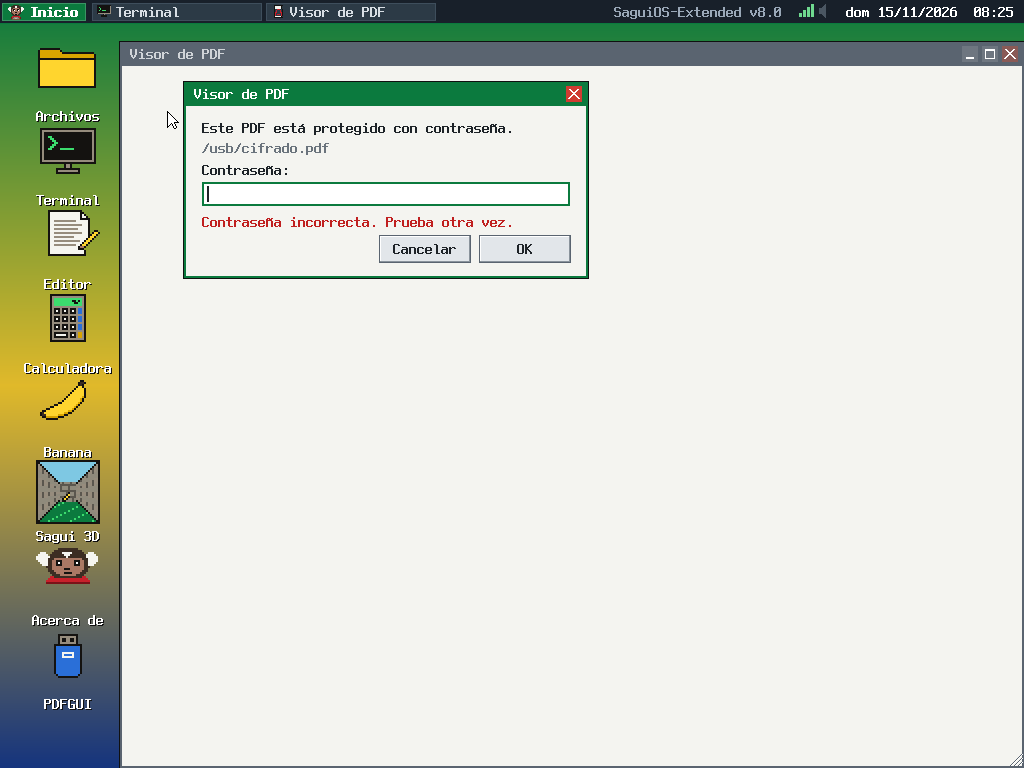 Inicio
Terminal
Visor de PDF
SaguiOS-Extended v8.0
dom 15/11/2026 08:25
Visor de PDF
Archivos
Terminal
Editor
Calculadora
Banana
Sagui 3D
Acerca de
PDFGUI
Visor de PDF
Este PDF está protegido con contraseña.
/usb/cifrado.pdf
Contraseña:
Contraseña incorrecta. Prueba otra vez.
Cancelar
OK